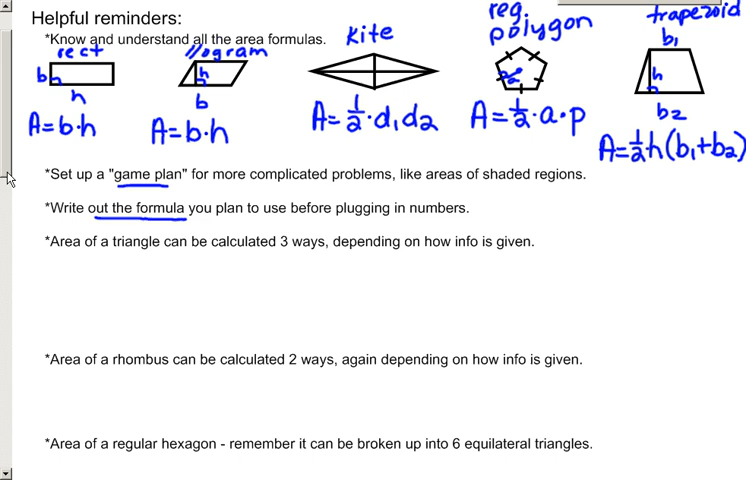 Helpful reminders:
*Know and understand all the area formulas.
rect
b
h
A=b·h
//ogram
h
b
A=b·h
kite
A=½·d₁d₂
reg.
polygon
a
A=½·a·p
trapezoid
b₁
h
b₂
A=½h(b₁+b₂)
*Set up a "game plan" for more complicated problems, like areas of shaded regions.
*Write out the formula you plan to use before plugging in numbers.
*Area of a triangle can be calculated 3 ways, depending on how info is given.
*Area of a rhombus can be calculated 2 ways, again depending on how info is given.
*Area of a regular hexagon - remember it can be broken up into 6 equilateral triangles.